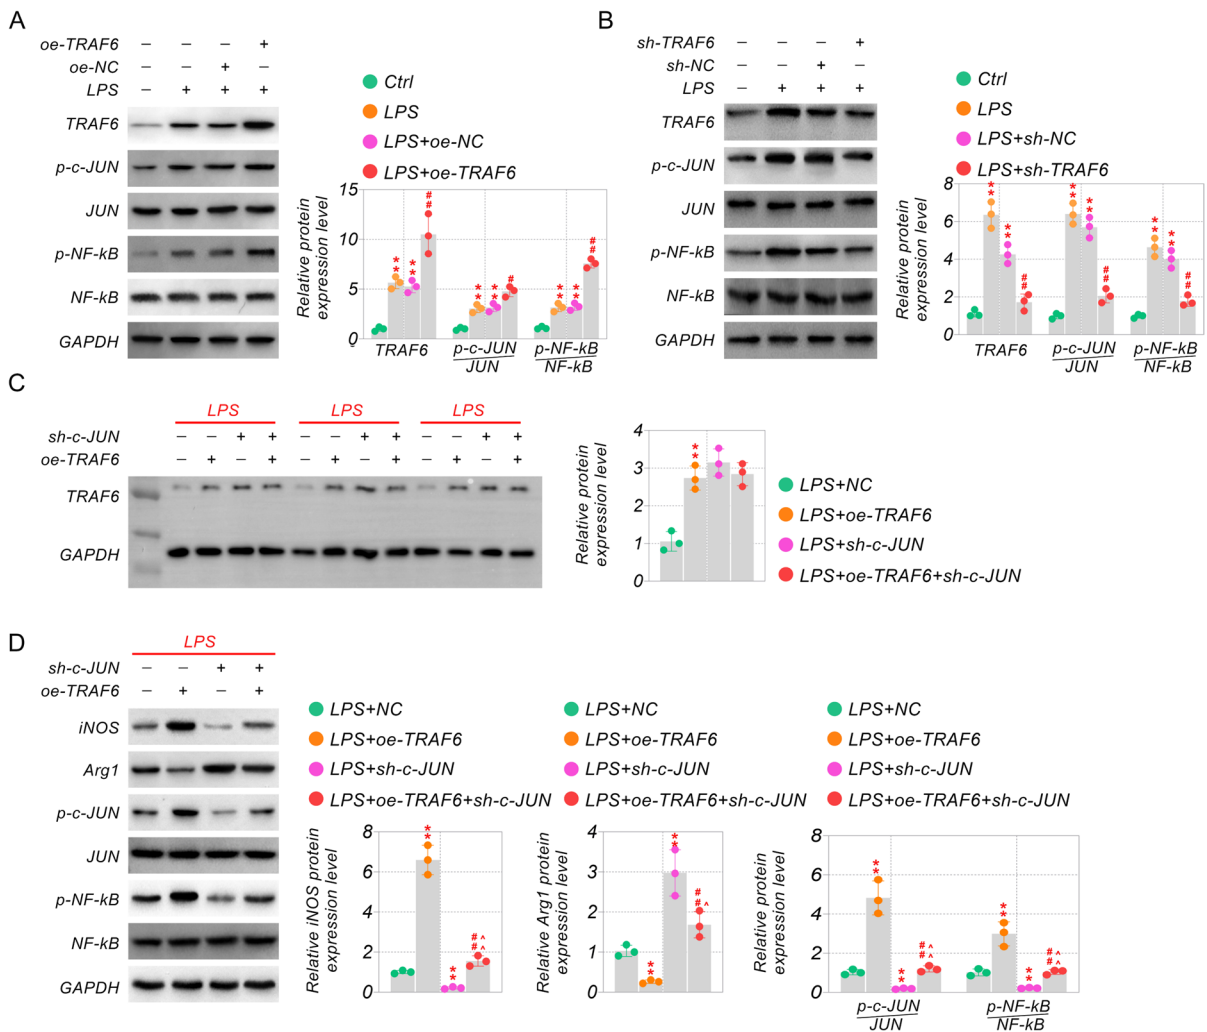 A
oe-TRAF6 – – – +
oe-NC – – + –
LPS – + + +
TRAF6
p-c-JUN
JUN
p-NF-kB
NF-kB
GAPDH
Ctrl
LPS
LPS+oe-NC
LPS+oe-TRAF6
Relative protein
expression level
15
10
5
0
** ** ##
** ** #
** ** ##
TRAF6
p-c-JUN
JUN
p-NF-kB
NF-kB
B
sh-TRAF6 – – – +
sh-NC – – + –
LPS – + + +
TRAF6
p-c-JUN
JUN
p-NF-kB
NF-kB
GAPDH
Ctrl
LPS
LPS+sh-NC
LPS+sh-TRAF6
Relative protein
expression level
8
6
4
2
0
** ** ##
** ** ##
** ** ##
TRAF6
p-c-JUN
JUN
p-NF-kB
NF-kB
C
LPS LPS LPS
sh-c-JUN – – + + – – + + – – + +
oe-TRAF6 – + – + – + – + – + – +
TRAF6
GAPDH
Relative protein
expression level
4
3
2
1
0
**
LPS+NC
LPS+oe-TRAF6
LPS+sh-c-JUN
LPS+oe-TRAF6+sh-c-JUN
D
LPS
sh-c-JUN – – + +
oe-TRAF6 – + – +
iNOS
Arg1
p-c-JUN
JUN
p-NF-kB
NF-kB
GAPDH
LPS+NC
LPS+oe-TRAF6
LPS+sh-c-JUN
LPS+oe-TRAF6+sh-c-JUN
Relative iNOS protein
expression level
8
6
4
2
0
** ** ## ^^
LPS+NC
LPS+oe-TRAF6
LPS+sh-c-JUN
LPS+oe-TRAF6+sh-c-JUN
Relative Arg1 protein
expression level
4
3
2
1
0
** ** ## ^
LPS+NC
LPS+oe-TRAF6
LPS+sh-c-JUN
LPS+oe-TRAF6+sh-c-JUN
Relative protein
expression level
8
6
4
2
0
** ** ## ^^
** ** ## ^^
p-c-JUN
JUN
p-NF-kB
NF-kB